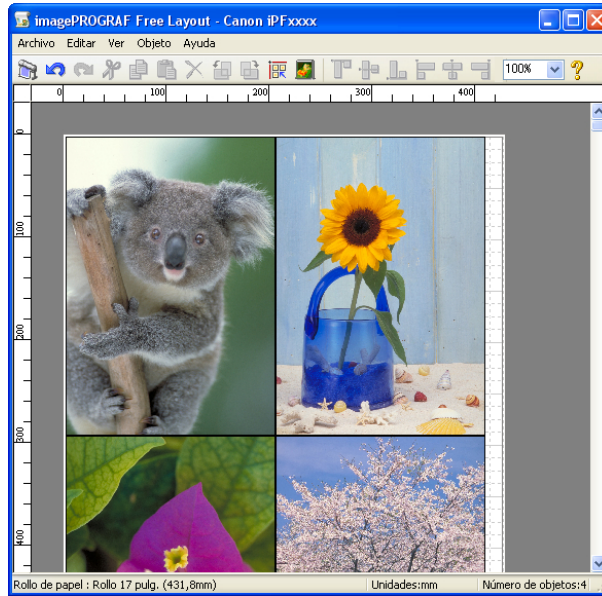 imagePROGRAF Free Layout - Canon iPFxxxx
Archivo Editar Ver Objeto Ayuda
100%
0 100 200 300 400
0
100
200
300
400
Rollo de papel : Rollo 17 pulg. (431,8mm) Unidades:mm Número de objetos:4